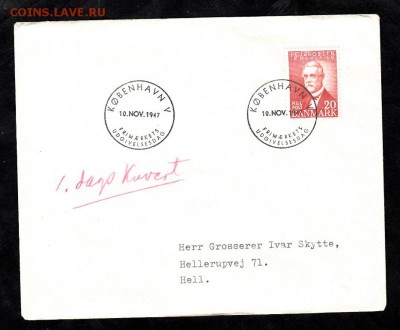 COINS.LAVE.RU
KØBENHAVN V
10.NOV.1947
FRIMÆRKETS
UDGIVELSESDAG
KØBENHAVN V
10.NOV.
FRIMÆRKETS
UDGIVELSESDAG
20
DANMARK
1. dags Kuvert
Herr Grosserer Ivar Skytte,
Hellerupvej 71.
Hell.